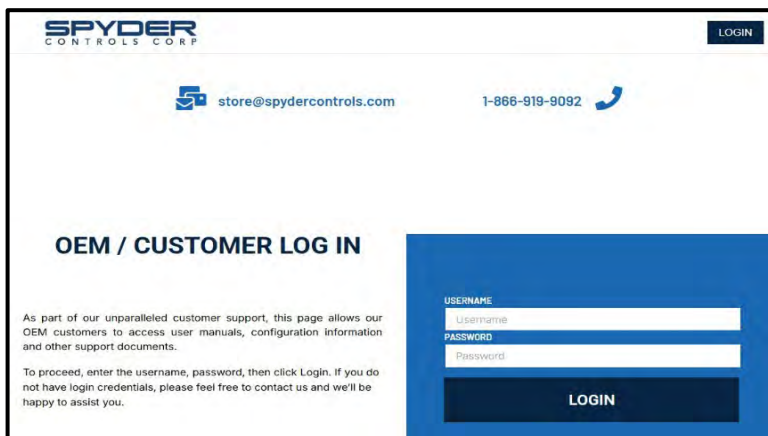 SPYDER
CONTROLS CORP
LOGIN
store@spydercontrols.com
1-866-919-9092
OEM / CUSTOMER LOG IN
As part of our unparalleled customer support, this page allows our
OEM customers to access user manuals, configuration information
and other support documents.
To proceed, enter the username, password, then click Login. If you do
not have login credentials, please feel free to contact us and we'll be
happy to assist you.
USERNAME
Username
PASSWORD
Password
LOGIN